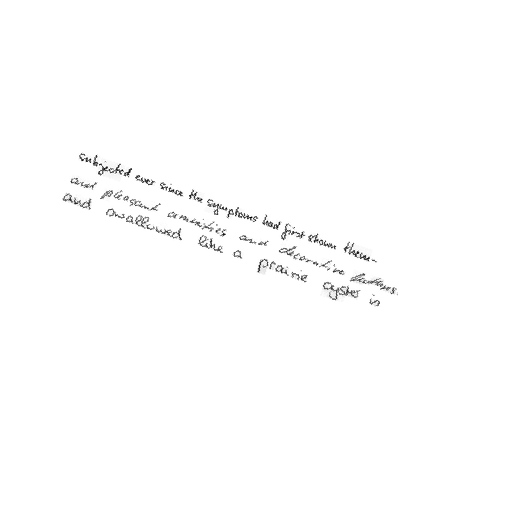 subjected ever since the symptoms had first shown them-
and pleasant amenities and decorative features.
and swallowed like a prairie oyster in